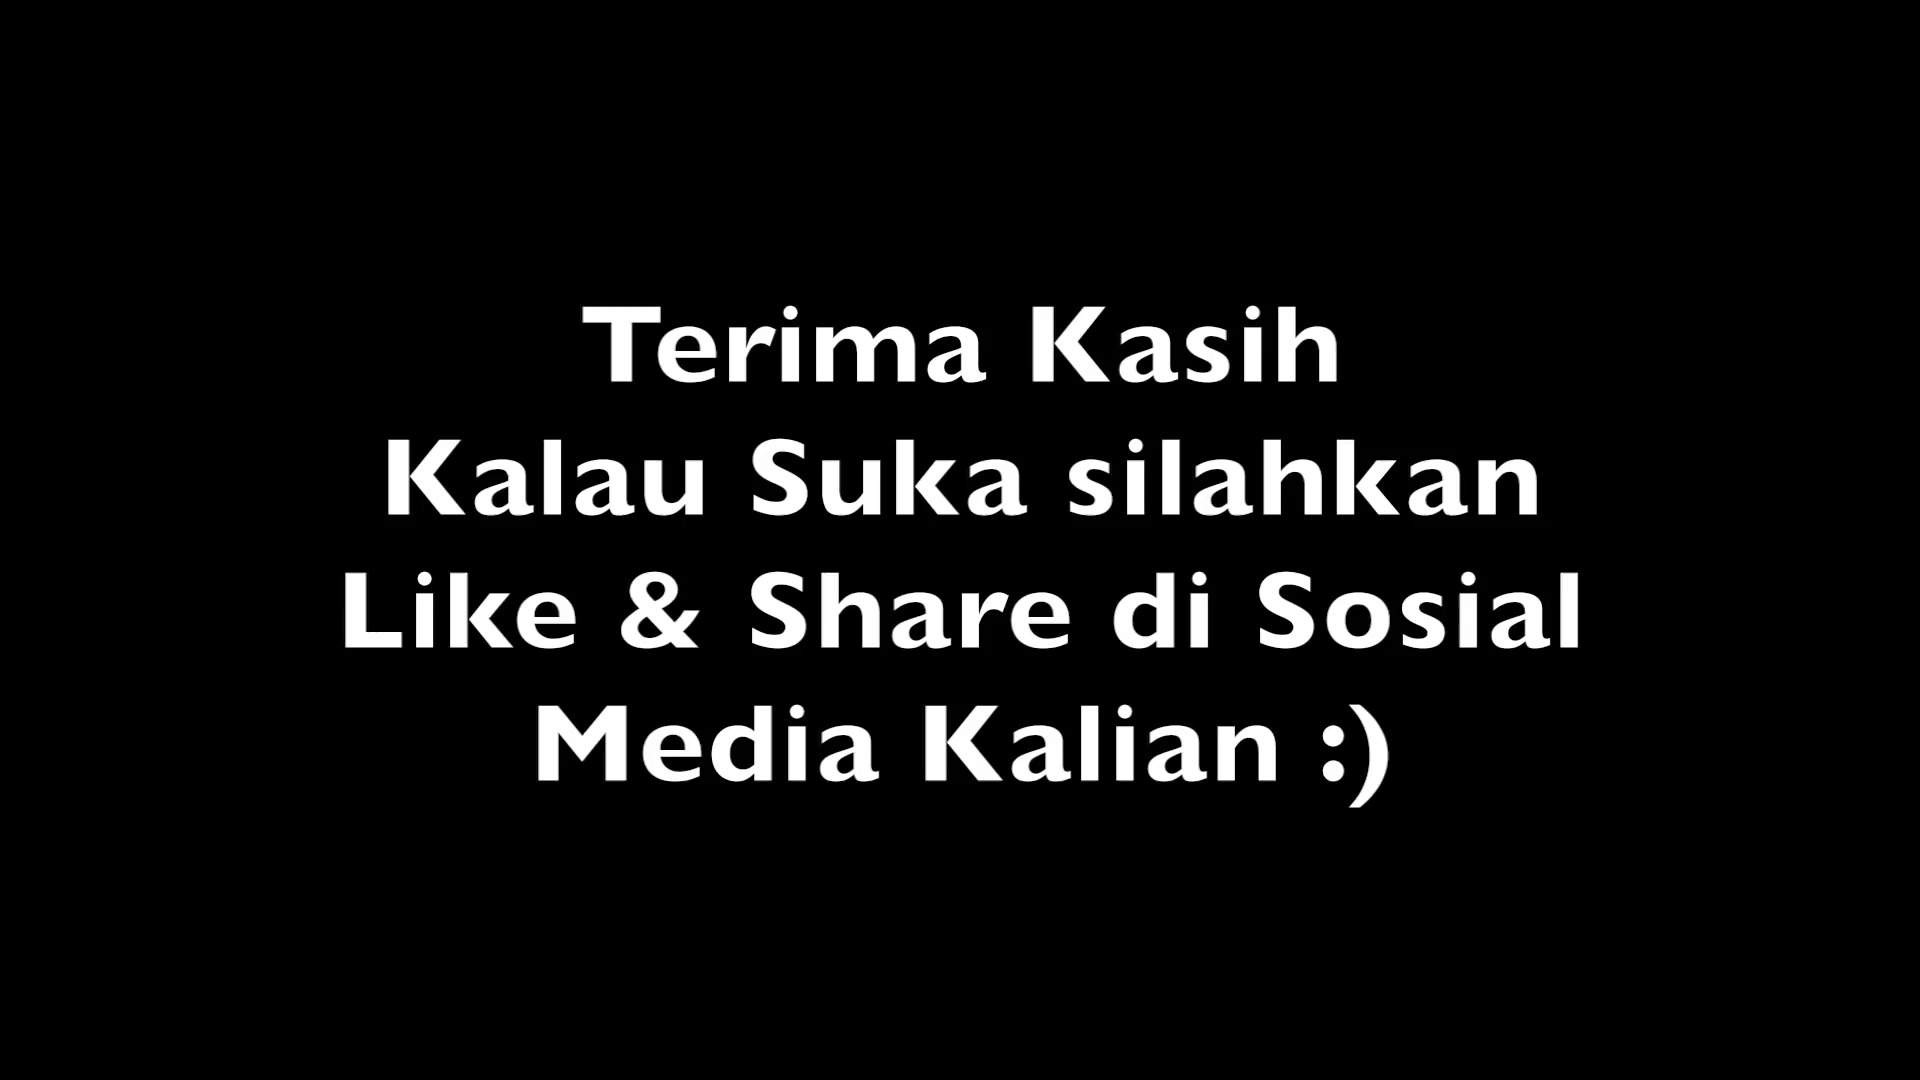 Terima Kasih
Kalau Suka silahkan
Like & Share di Sosial
Media Kalian :)